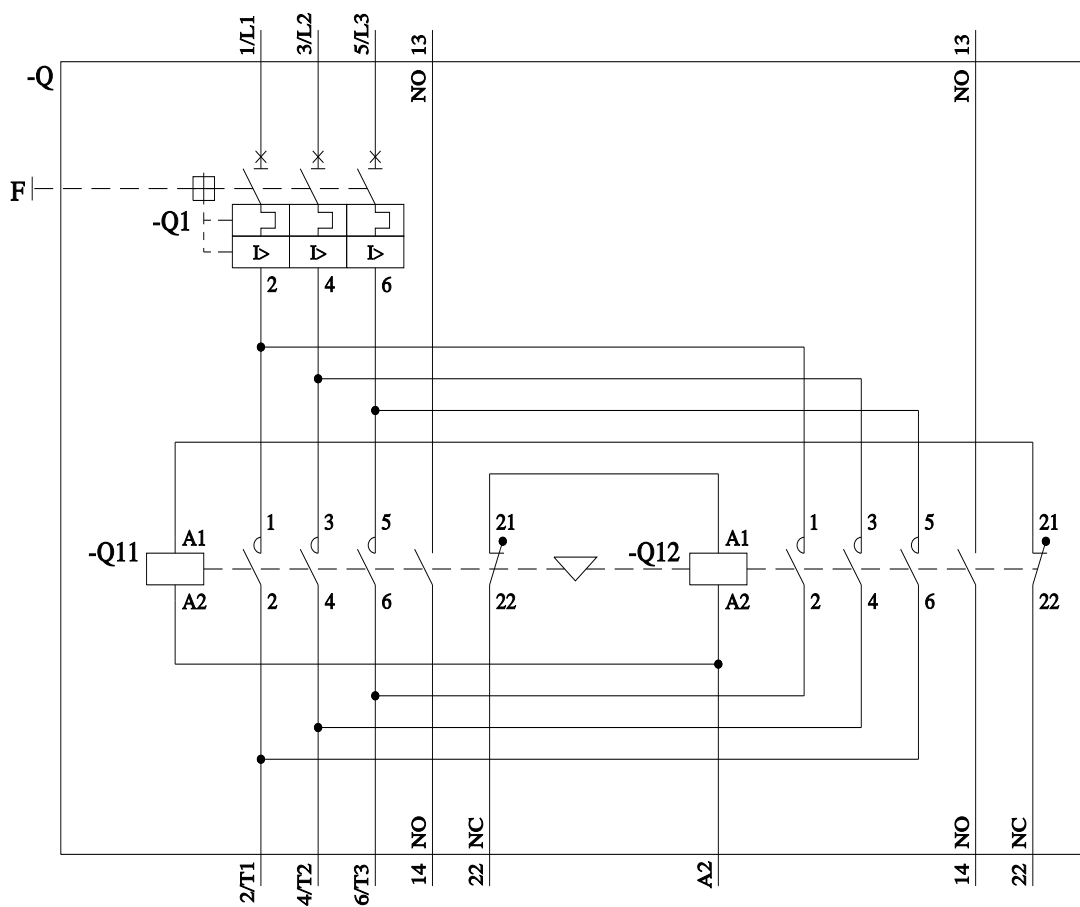 1/L1 3/L2 5/L3 13 13
-Q NO NO
F
-Q1
I> I> I>
2 4 6
1 3 5 21 1 3 5 21
-Q11 A1 -Q12 A1
A2 2 4 6 22 A2 2 4 6 22
NO NC NO NC
2/T1 4/T2 6/T3 14 22 A2 14 22